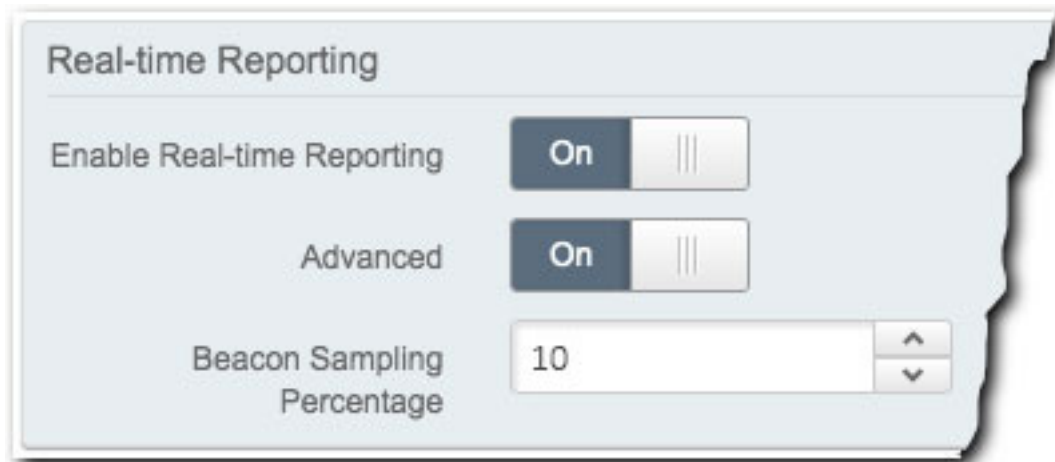 Real-time Reporting
Enable Real-time Reporting
On
Advanced
On
Beacon Sampling
Percentage
10